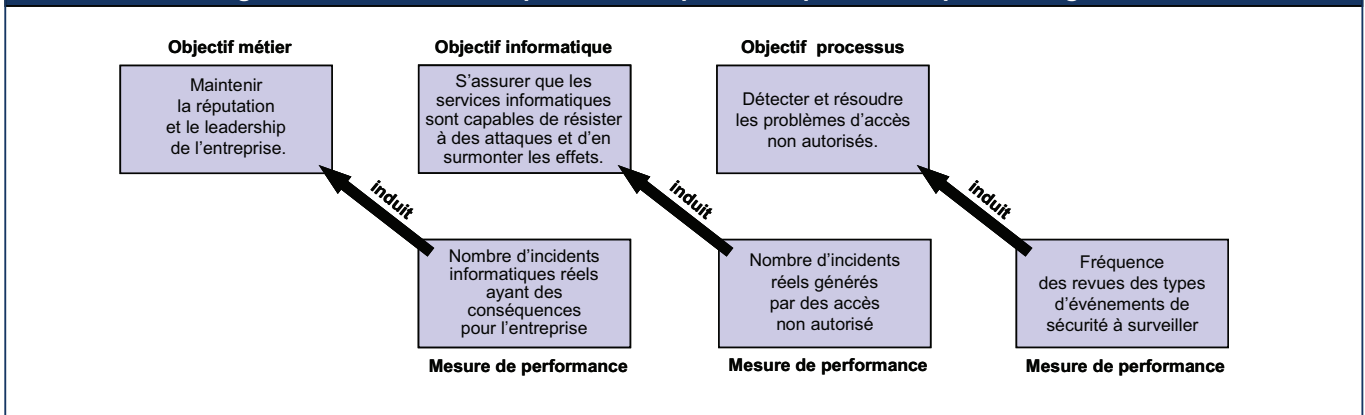 Objectif métier
Maintenir
la réputation
et le leadership
de l'entreprise.
Objectif informatique
S'assurer que les
services informatiques
sont capables de résister
à des attaques et d'en
surmonter les effets.
Objectif processus
Détecter et résoudre
les problèmes d'accès
non autorisés.
induit
induit
induit
Nombre d'incidents
informatiques réels
ayant des
conséquences
pour l'entreprise
Mesure de performance
Nombre d'incidents
réels générés
par des accès
non autorisé
Mesure de performance
Fréquence
des revues des types
d'événements de
sécurité à surveiller
Mesure de performance